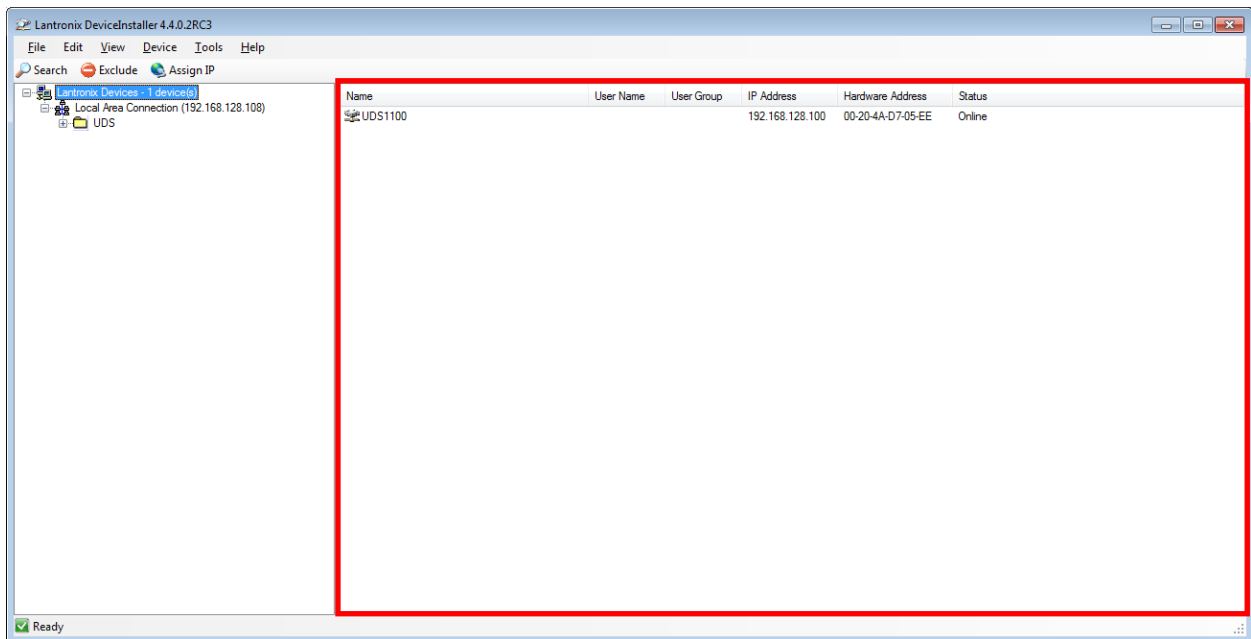 Lantronix DeviceInstaller 4.4.0.2RC3
File Edit View Device Tools Help
Search Exclude Assign IP
Lantronix Devices - 1 device(s)
Local Area Connection (192.168.128.108)
UDS
Name User Name User Group IP Address Hardware Address Status
UDS1100 192.168.128.100 00-20-4A-D7-05-EE Online
Ready